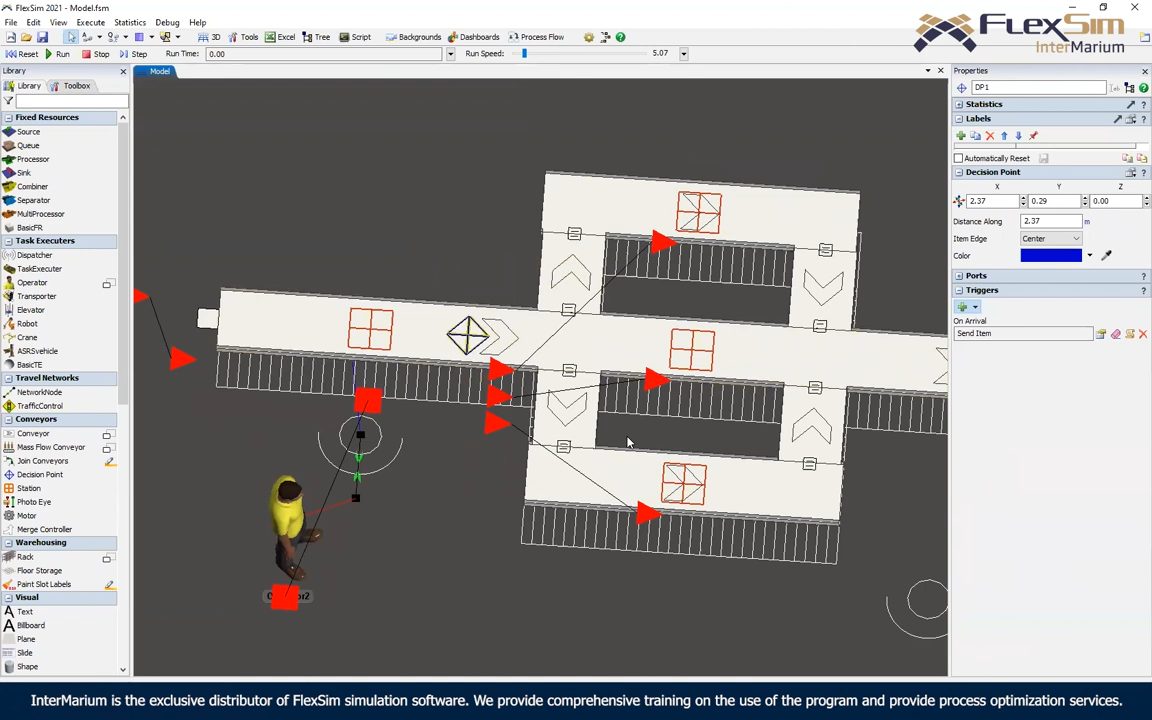 FlexSim 2021 - Model.fsm
File Edit View Execute Statistics Debug Help
3D Tools Excel Tree Script Backgrounds Dashboards Process Flow
Reset Run Stop Step Run Time: 0.00 Run Speed: 5.07
FlexSim
InterMarium
Library
Library Toolbox
Fixed Resources
Source
Queue
Processor
Sink
Combiner
Separator
MultiProcessor
BasicFR
Task Executers
Dispatcher
TaskExecuter
Operator
Transporter
Elevator
Robot
Crane
ASRSvehicle
BasicTE
Travel Networks
NetworkNode
TrafficControl
Conveyors
Conveyor
Mass Flow Conveyor
Join Conveyors
Decision Point
Station
Photo Eye
Motor
Merge Controller
Warehousing
Rack
Floor Storage
Paint Slot Labels
Visual
Text
Billboard
Plane
Slide
Shape
Model
Properties
DP1
Statistics
Labels
Automatically Reset
Decision Point
X Y Z
2.37 0.29 0.00
Distance Along 2.37 m
Item Edge Center
Color
Ports
Triggers
On Arrival
Send Item
InterMarium is the exclusive distributor of FlexSim simulation software. We provide comprehensive training on the use of the program and provide process optimization services.